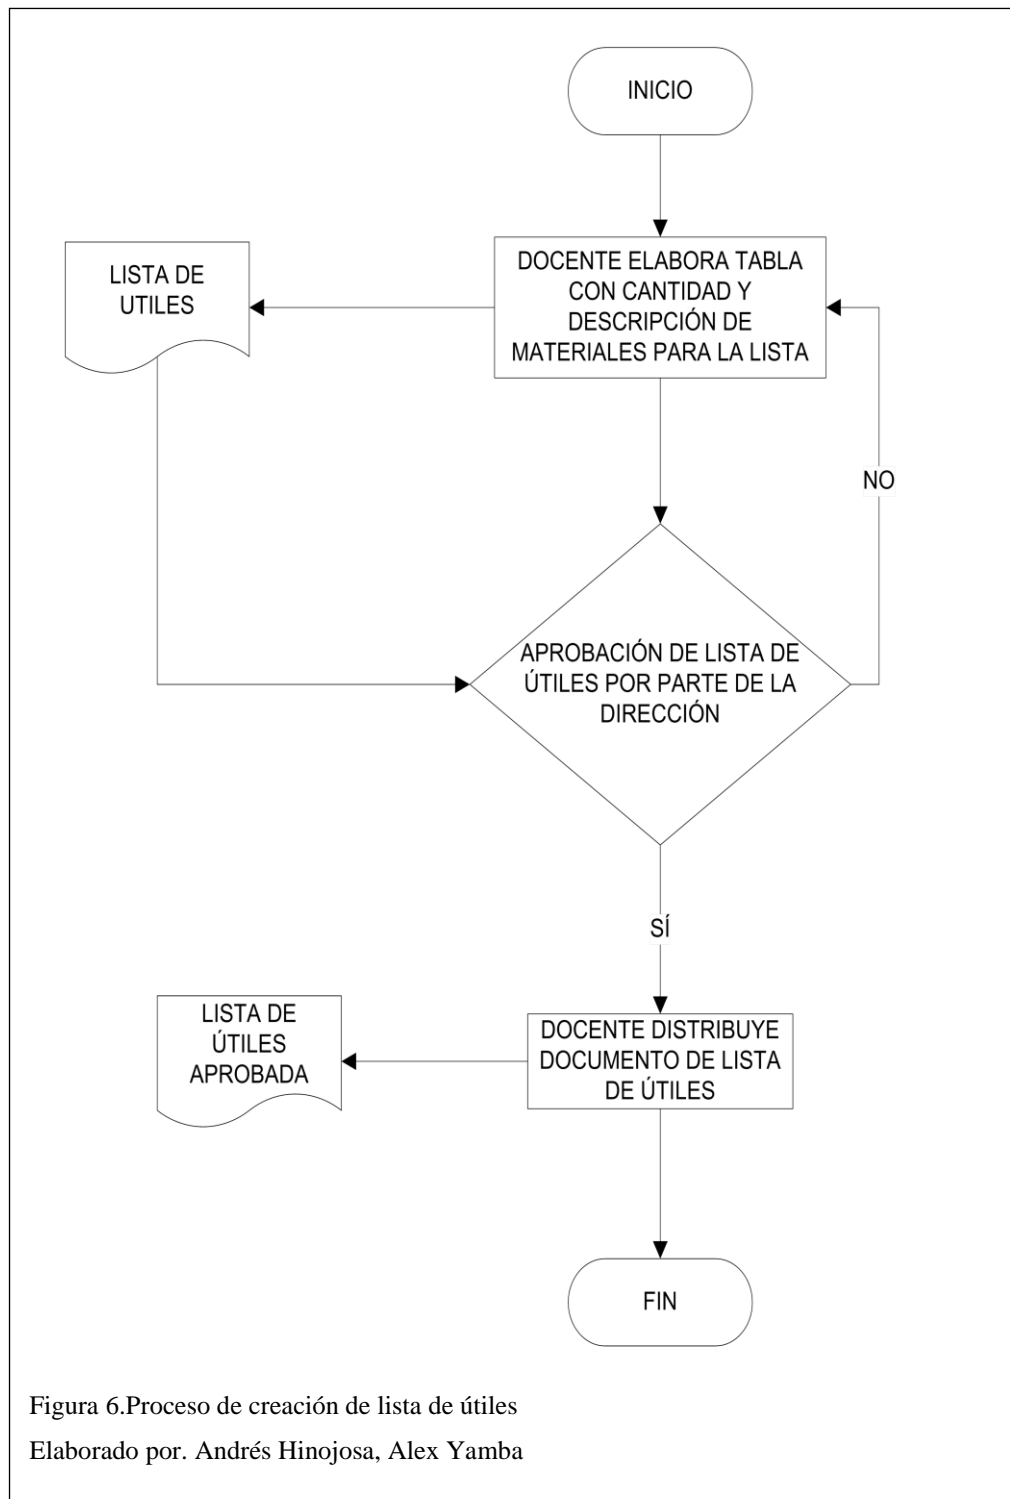 INICIO
DOCENTE ELABORA TABLA
CON CANTIDAD Y
DESCRIPCIÓN DE
MATERIALES PARA LA LISTA
LISTA DE
UTILES
NO
APROBACIÓN DE LISTA DE
ÚTILES POR PARTE DE LA
DIRECCIÓN
SÍ
DOCENTE DISTRIBUYE
DOCUMENTO DE LISTA
DE ÚTILES
LISTA DE
ÚTILES
APROBADA
FIN
Figura 6.Proceso de creación de lista de útiles
Elaborado por. Andrés Hinojosa, Alex Yamba